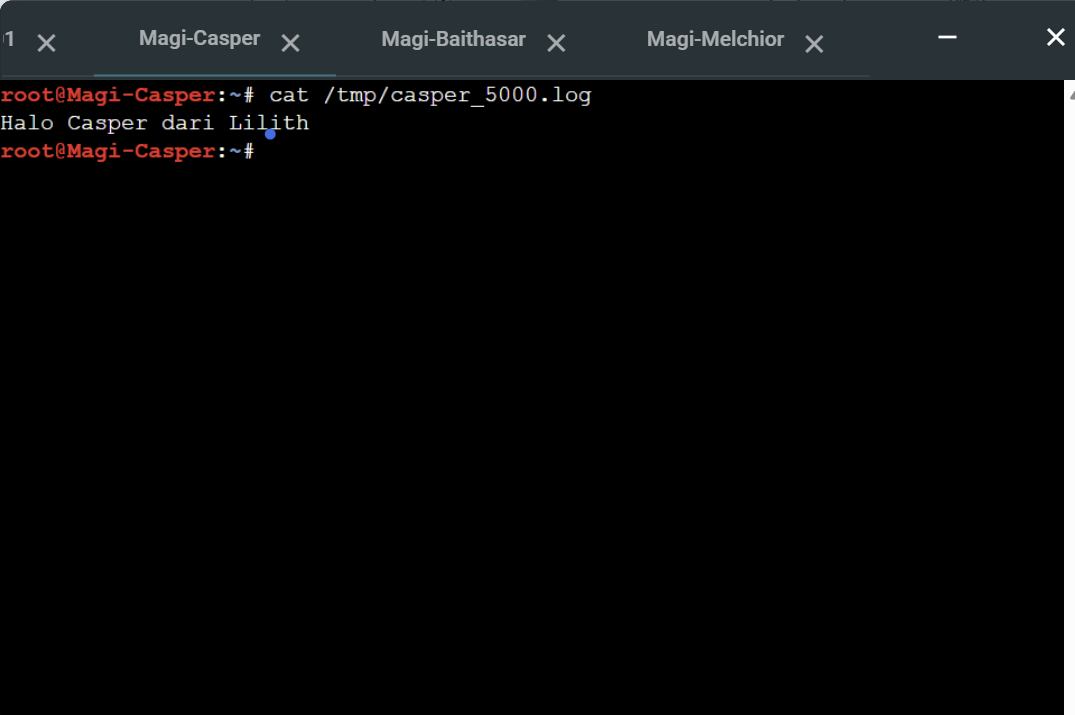 1
Magi-Casper
Magi-Baithasar
Magi-Melchior
root@Magi-Casper:~# cat /tmp/casper_5000.log
Halo Casper dari Lilith
root@Magi-Casper:~#